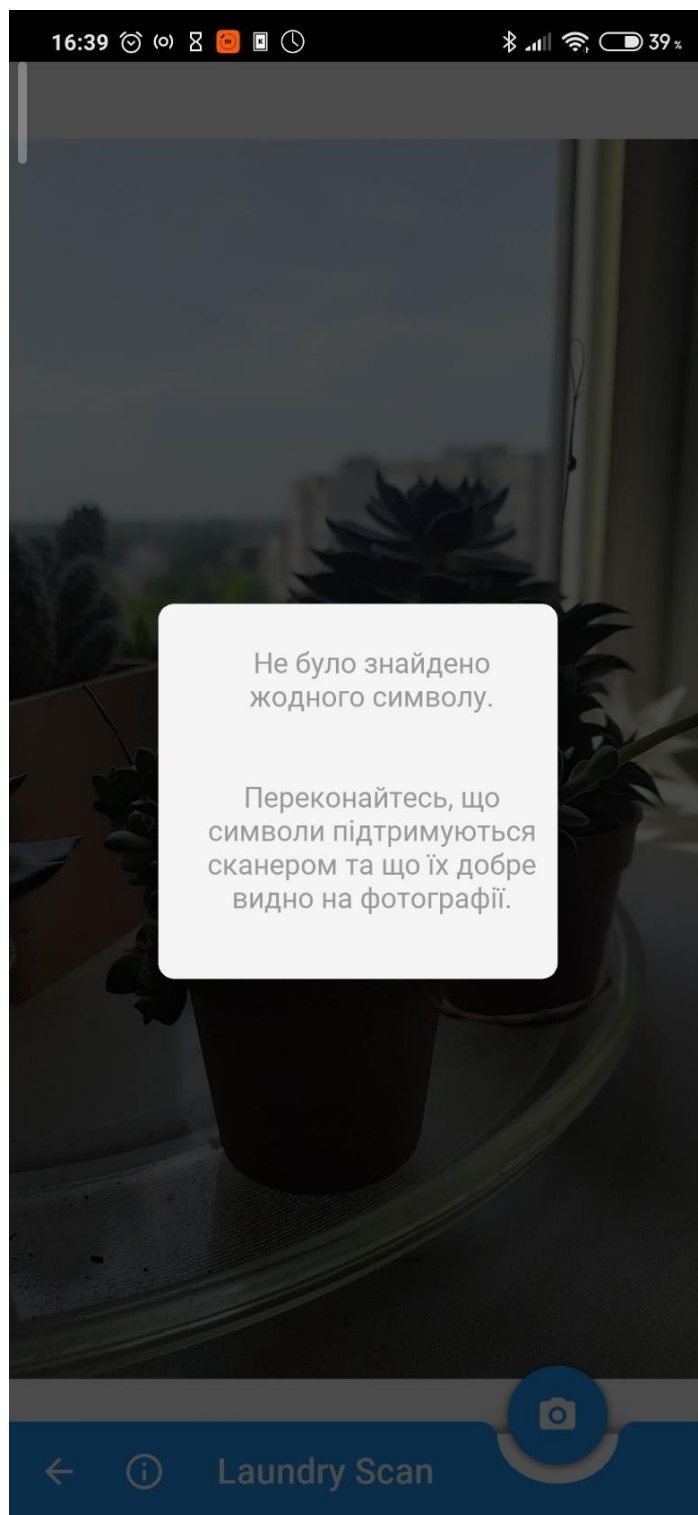 16:39
39 %
Не було знайдено
жодного символу.
Переконайтесь, що
символи підтримуються
сканером та що їх добре
видно на фотографії.
Laundry Scan